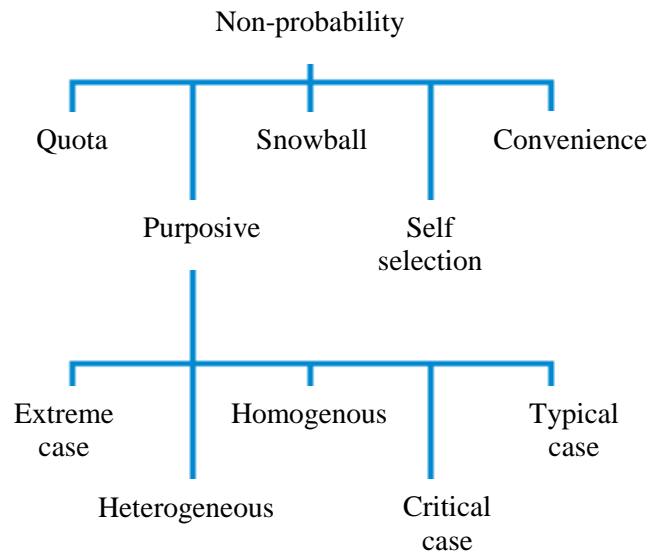 Non-probability
Quota
Snowball
Convenience
Purposive
Self
selection
Extreme
case
Homogenous
Typical
case
Heterogeneous
Critical
case